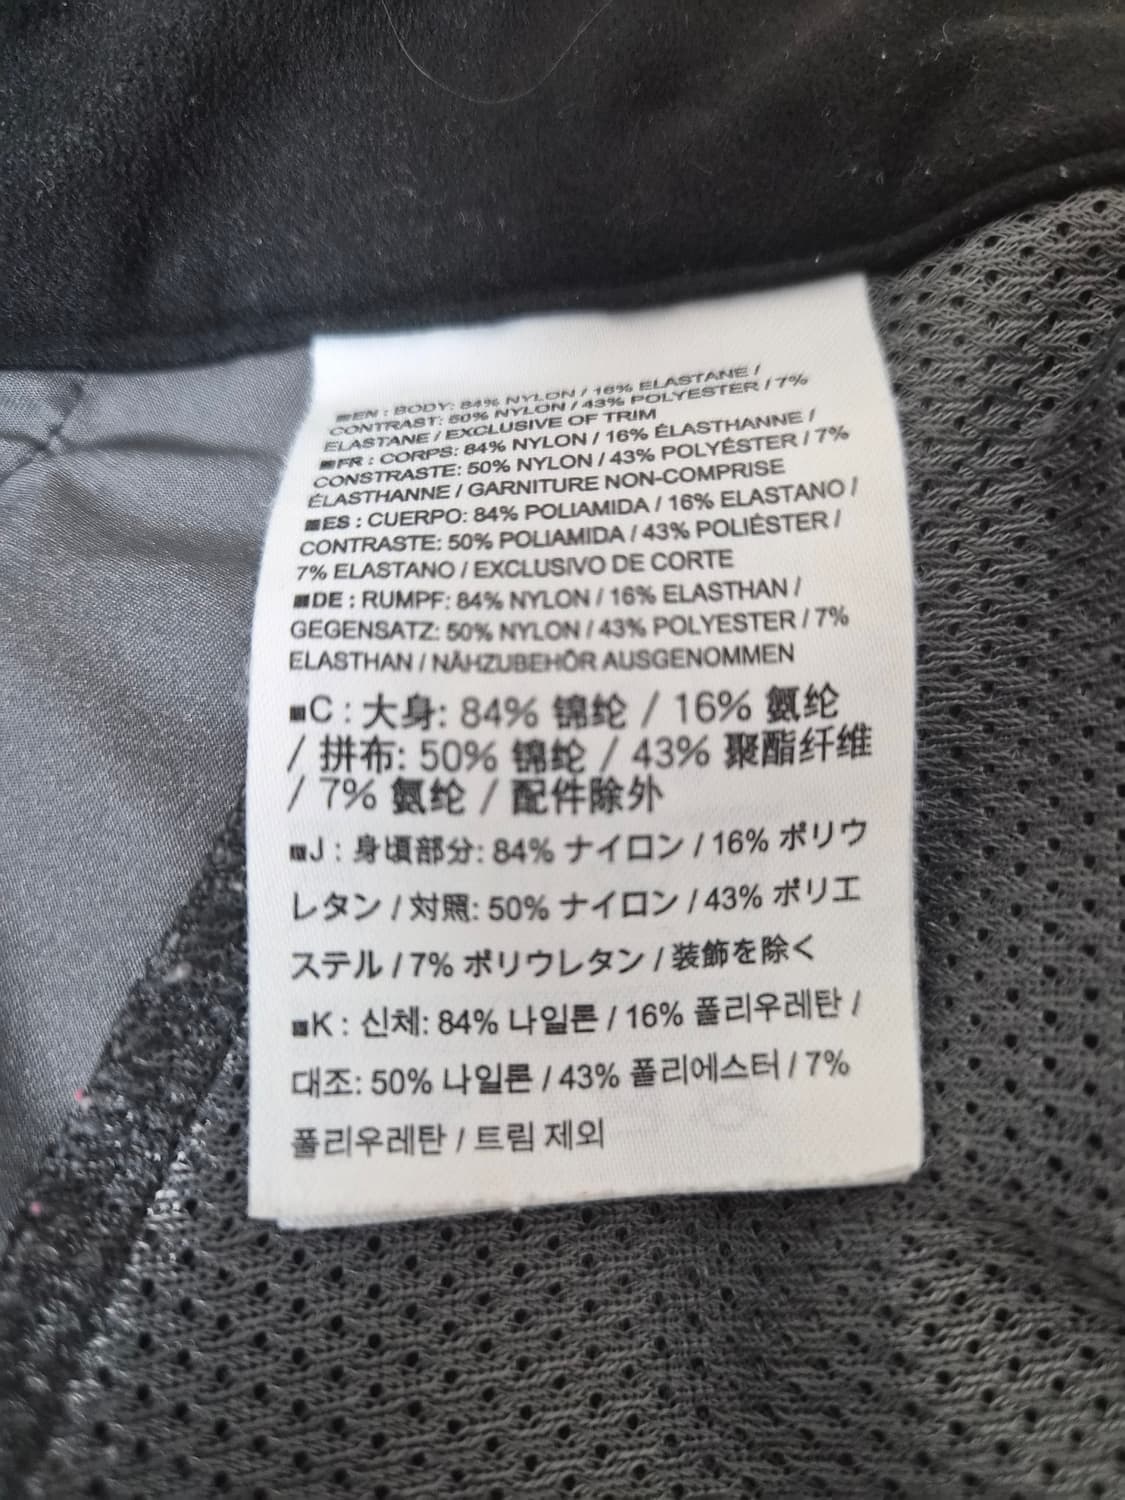 ■EN : BODY: 84% NYLON / 16% ELASTANE /
CONTRAST: 50% NYLON / 43% POLYESTER / 7%
ELASTANE / EXCLUSIVE OF TRIM
■FR : CORPS: 84% NYLON / 16% ÉLASTHANNE /
CONSTRASTE: 50% NYLON / 43% POLYÉSTER / 7%
ÉLASTHANNE / GARNITURE NON-COMPRISE
■ES : CUERPO: 84% POLIAMIDA / 16% ELASTANO /
CONTRASTE: 50% POLIAMIDA / 43% POLIÉSTER /
7% ELASTANO / EXCLUSIVO DE CORTE
■DE : RUMPF: 84% NYLON / 16% ELASTHAN /
GEGENSATZ: 50% NYLON / 43% POLYESTER / 7%
ELASTHAN / NÄHZUBEHÖR AUSGENOMMEN
■C : 大身: 84% 锦纶 / 16% 氨纶
/ 拼布: 50% 锦纶 / 43% 聚酯纤维
/ 7% 氨纶 / 配件除外
■J : 身頃部分: 84% ナイロン / 16% ポリウ
レタン / 対照: 50% ナイロン / 43% ポリエ
ステル / 7% ポリウレタン / 装飾を除く
■K : 신체: 84% 나일론 / 16% 폴리우레탄 /
대조: 50% 나일론 / 43% 폴리에스터 / 7%
폴리우레탄 / 트림 제외